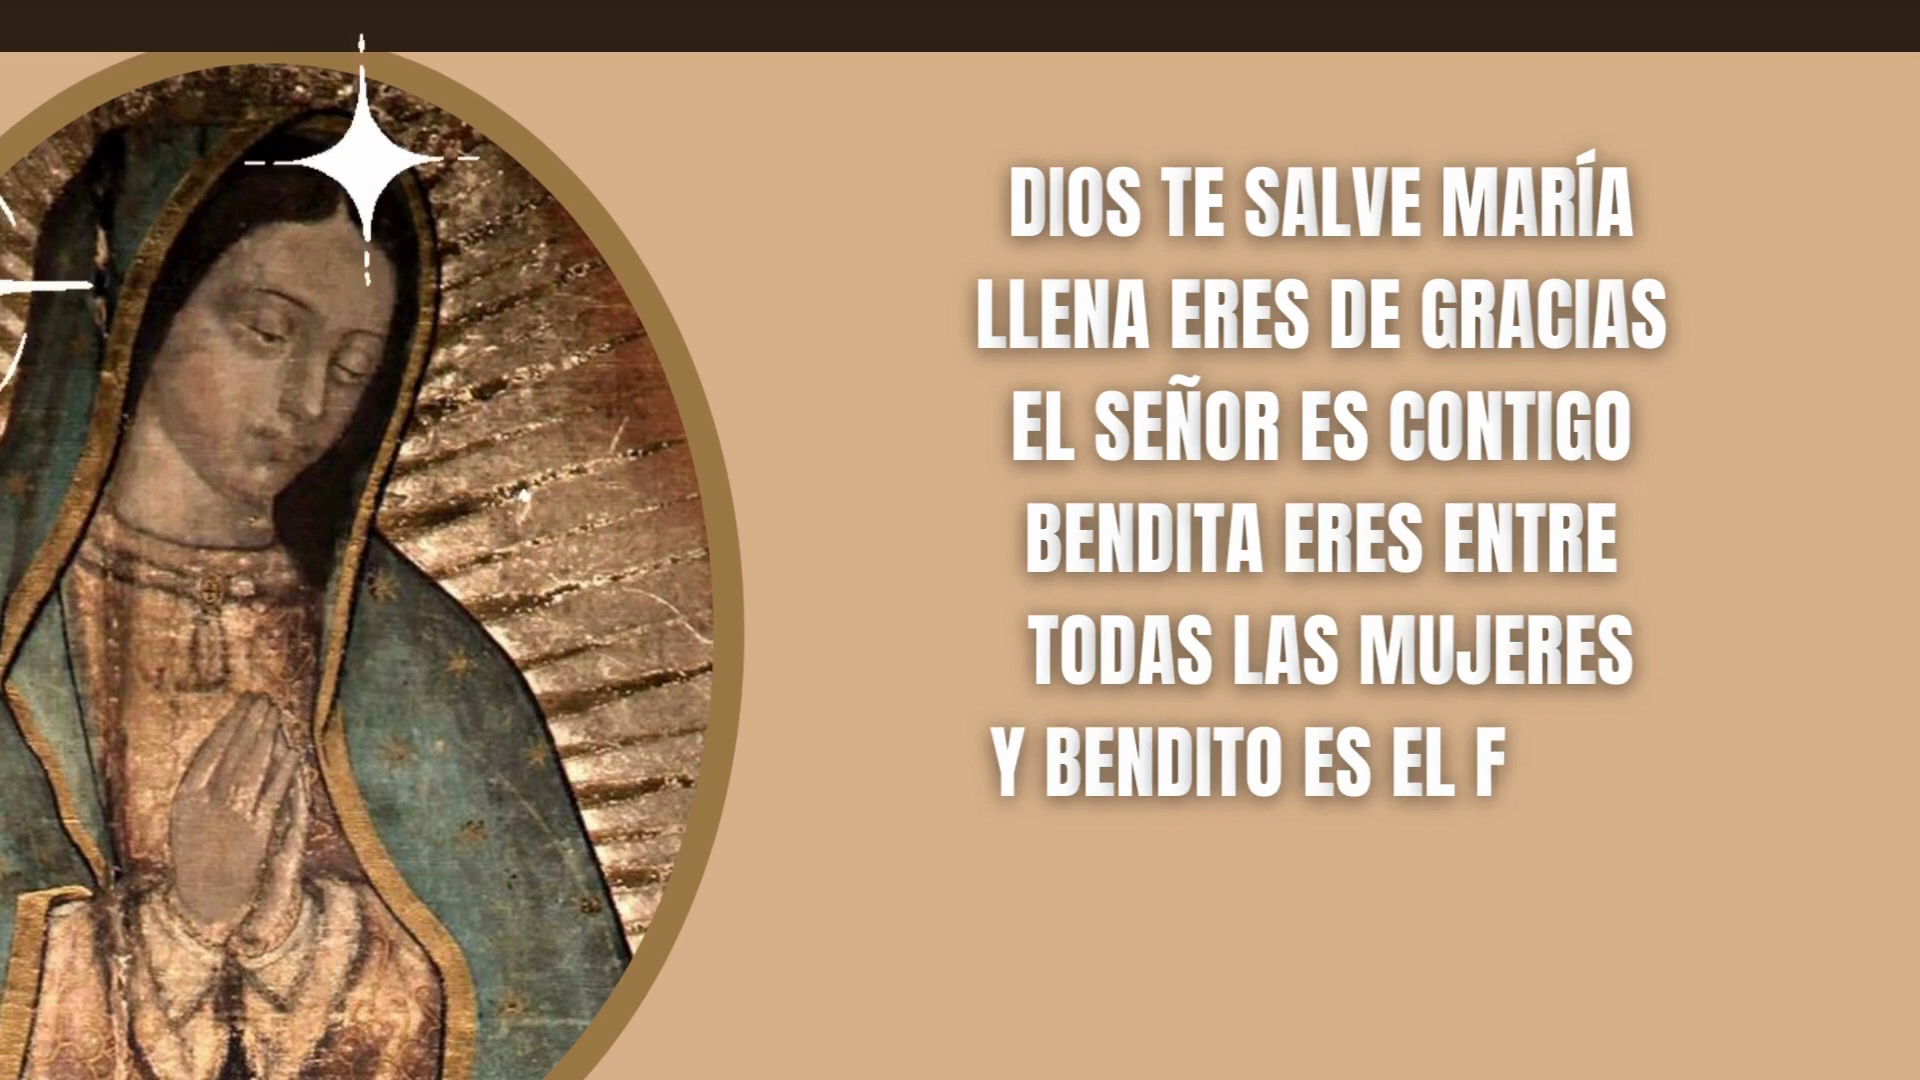 DIOS TE SALVE MARÍA
LLENA ERES DE GRACIAS
EL SEÑOR ES CONTIGO
BENDITA ERES ENTRE
TODAS LAS MUJERES
Y BENDITO ES EL F